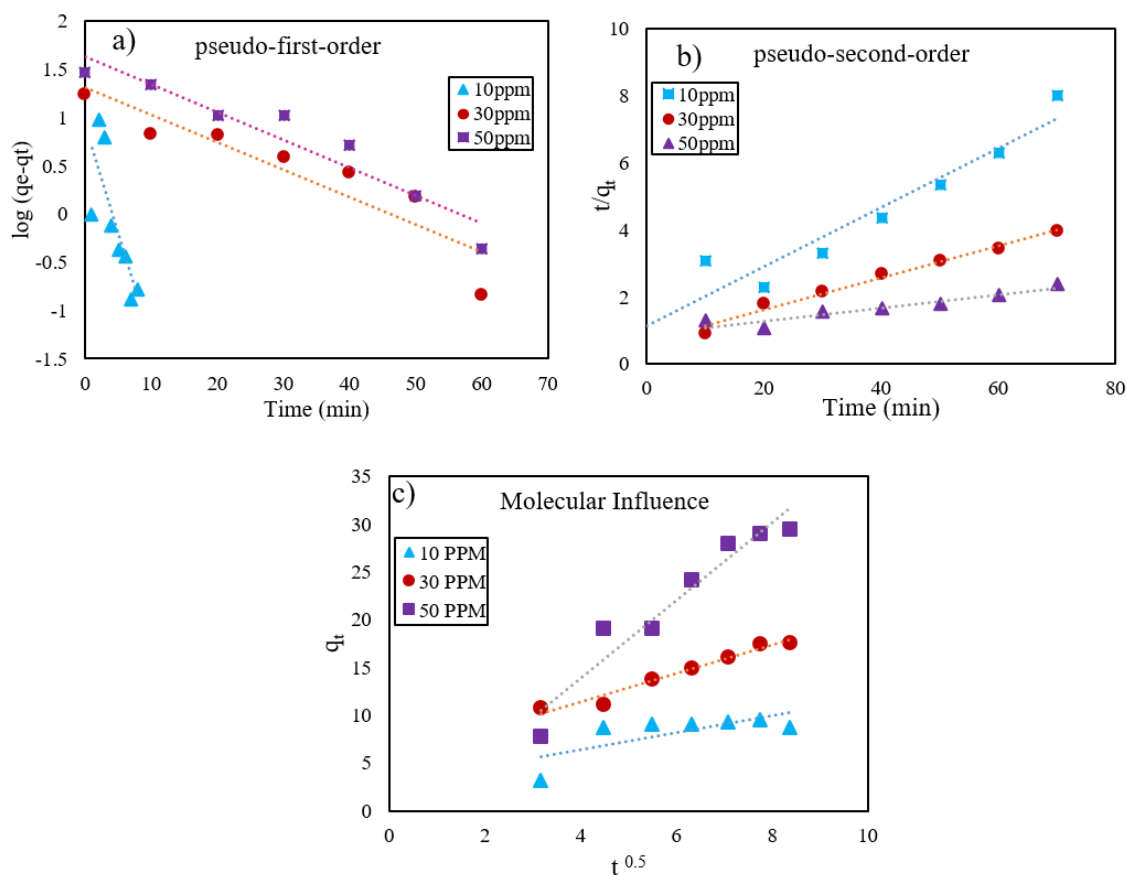 a)
pseudo-first-order
log (qe-qt)
2
1.5
1
0.5
0
-0.5
-1
-1.5
10ppm
30ppm
50ppm
0 10 20 30 40 50 60 70
Time (min)
b)
pseudo-second-order
t/qt
10
8
6
4
2
0
10ppm
30ppm
50ppm
0 20 40 60 80
Time (min)
c)
Molecular Influence
qt
35
30
25
20
15
10
5
0
10 PPM
30 PPM
50 PPM
0 2 4 6 8 10
t 0.5